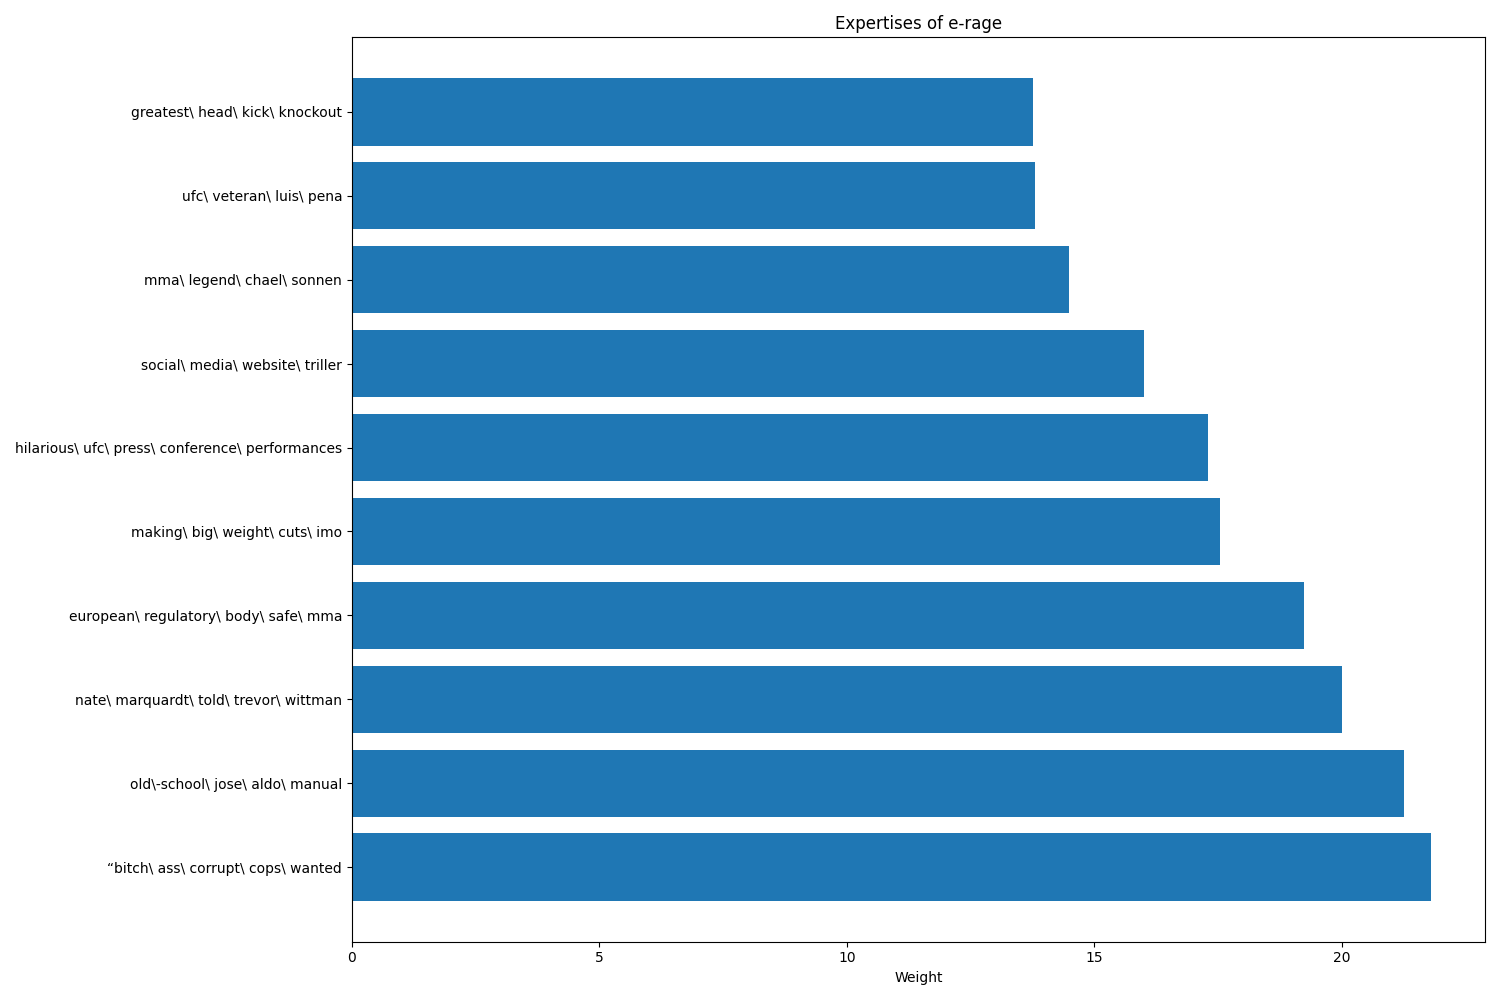 Expertises of e-rage
greatest\ head\ kick\ knockout
ufc\ veteran\ luis\ pena
mma\ legend\ chael\ sonnen
social\ media\ website\ triller
hilarious\ ufc\ press\ conference\ performances
making\ big\ weight\ cuts\ imo
european\ regulatory\ body\ safe\ mma
nate\ marquardt\ told\ trevor\ wittman
old\-school\ jose\ aldo\ manual
“bitch\ ass\ corrupt\ cops\ wanted
0 5 10 15 20
Weight